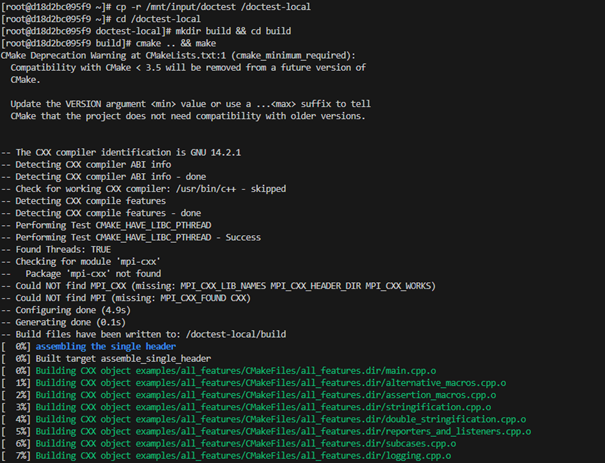 [root@d18d2bc095f9 ~]# cp -r /mnt/input/doctest /doctest-local
[root@d18d2bc095f9 ~]# cd /doctest-local
[root@d18d2bc095f9 doctest-local]# mkdir build && cd build
[root@d18d2bc095f9 build]# cmake .. && make
CMake Deprecation Warning at CMakeLists.txt:1 (cmake_minimum_required):
  Compatibility with CMake < 3.5 will be removed from a future version of
  CMake.
  Update the VERSION argument <min> value or use a ...<max> suffix to tell
  CMake that the project does not need compatibility with older versions.
-- The CXX compiler identification is GNU 14.2.1
-- Detecting CXX compiler ABI info
-- Detecting CXX compiler ABI info - done
-- Check for working CXX compiler: /usr/bin/c++ - skipped
-- Detecting CXX compile features
-- Detecting CXX compile features - done
-- Performing Test CMAKE_HAVE_LIBC_PTHREAD
-- Performing Test CMAKE_HAVE_LIBC_PTHREAD - Success
-- Found Threads: TRUE
-- Checking for module 'mpi-cxx'
--   Package 'mpi-cxx' not found
-- Could NOT find MPI_CXX (missing: MPI_CXX_LIB_NAMES MPI_CXX_HEADER_DIR MPI_CXX_WORKS)
-- Could NOT find MPI (missing: MPI_CXX_FOUND CXX)
-- Configuring done (4.9s)
-- Generating done (0.1s)
-- Build files have been written to: /doctest-local/build
[  0%] assembling the single header
[  0%] Built target assemble_single_header
[  0%] Building CXX object examples/all_features/CMakeFiles/all_features.dir/main.cpp.o
[  1%] Building CXX object examples/all_features/CMakeFiles/all_features.dir/alternative_macros.cpp.o
[  2%] Building CXX object examples/all_features/CMakeFiles/all_features.dir/assertion_macros.cpp.o
[  3%] Building CXX object examples/all_features/CMakeFiles/all_features.dir/stringification.cpp.o
[  4%] Building CXX object examples/all_features/CMakeFiles/all_features.dir/double_stringification.cpp.o
[  5%] Building CXX object examples/all_features/CMakeFiles/all_features.dir/reporters_and_listeners.cpp.o
[  6%] Building CXX object examples/all_features/CMakeFiles/all_features.dir/subcases.cpp.o
[  7%] Building CXX object examples/all_features/CMakeFiles/all_features.dir/logging.cpp.o